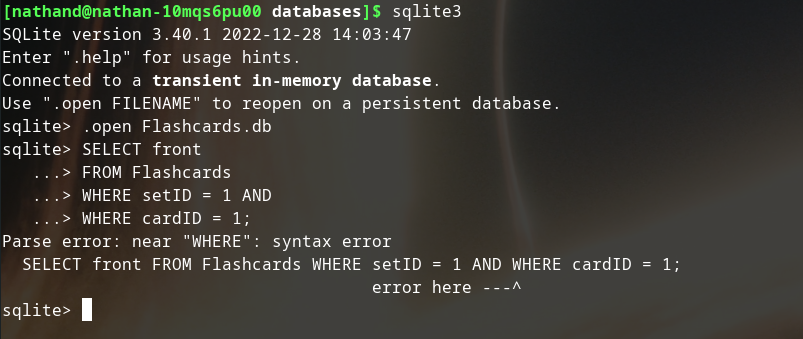 [nathand@nathan-10mqs6pu00 databases]$ sqlite3
SQLite version 3.40.1 2022-12-28 14:03:47
Enter ".help" for usage hints.
Connected to a transient in-memory database.
Use ".open FILENAME" to reopen on a persistent database.
sqlite> .open Flashcards.db
sqlite> SELECT front
   ...> FROM Flashcards
   ...> WHERE setID = 1 AND
   ...> WHERE cardID = 1;
Parse error: near "WHERE": syntax error
  SELECT front FROM Flashcards WHERE setID = 1 AND WHERE cardID = 1;
                                     error here ---^
sqlite>